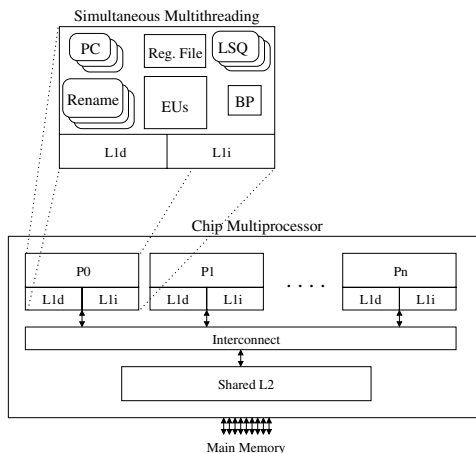 Simultaneous Multithreading
PC
Reg. File
LSQ
Rename
EUs
BP
L1d
L1i
Chip Multiprocessor
P0
P1
. . . .
Pn
L1d
L1i
L1d
L1i
L1d
L1i
Interconnect
Shared L2
Main Memory